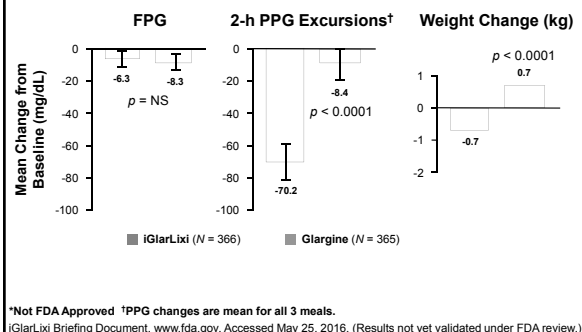 FPG
2-h PPG Excursions†
Weight Change (kg)
Mean Change from
Baseline (mg/dL)
0
-20
-40
-60
-80
-100
-6.3
-8.3
p = NS
0
-20
-40
-60
-80
-100
-70.2
-8.4
p < 0.0001
1
0
-1
-2
p < 0.0001
0.7
-0.7
iGlarLixi (N = 366)
Glargine (N = 365)
*Not FDA Approved †PPG changes are mean for all 3 meals.
iGlarLixi Briefing Document. www.fda.gov. Accessed May 25, 2016. (Results not yet validated under FDA review.)